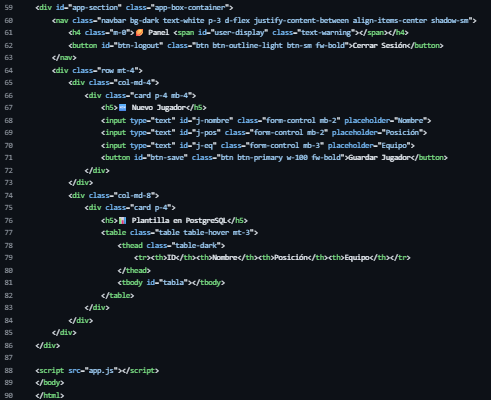 59 <div id="app-section" class="app-box-container">
60 <nav class="navbar bg-dark text-white p-3 d-flex justify-content-between align-items-center shadow-sm">
61 <h4 class="m-0">🏀 Panel <span id="user-display" class="text-warning"></span></h4>
62 <button id="btn-logout" class="btn btn-outline-light btn-sm fw-bold">Cerrar Sesión</button>
63 </nav>
64 <div class="row mt-4">
65 <div class="col-md-4">
66 <div class="card p-4 mb-4">
67 <h5>🆕 Nuevo Jugador</h5>
68 <input type="text" id="j-nombre" class="form-control mb-2" placeholder="Nombre">
69 <input type="text" id="j-pos" class="form-control mb-2" placeholder="Posición">
70 <input type="text" id="j-eq" class="form-control mb-3" placeholder="Equipo">
71 <button id="btn-save" class="btn btn-primary w-100 fw-bold">Guardar Jugador</button>
72 </div>
73 </div>
74 <div class="col-md-8">
75 <div class="card p-4">
76 <h5>📊 Plantilla en PostgreSQL</h5>
77 <table class="table table-hover mt-3">
78 <thead class="table-dark">
79 <tr><th>ID</th><th>Nombre</th><th>Posición</th><th>Equipo</th></tr>
80 </thead>
81 <tbody id="tabla"></tbody>
82 </table>
83 </div>
84 </div>
85 </div>
86 </div>
87
88 <script src="app.js"></script>
89 </body>
90 </html>